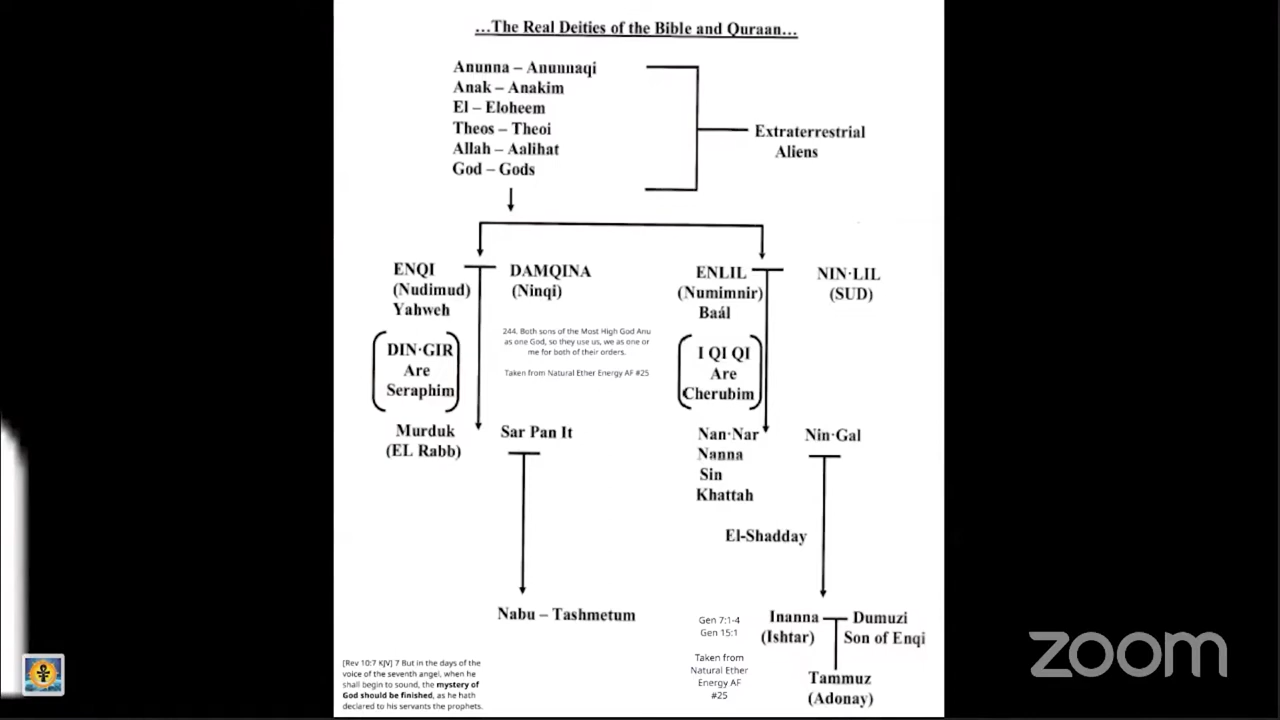 ...The Real Deities of the Bible and Quraan...
Anunna – Anunnaqi
Anak – Anakim
El – Eloheem
Theos – Theoi
Allah – Aalihat
God – Gods
Extraterrestrial
Aliens
ENQI
(Nudimud)
Yahweh
DAMQINA
(Ninqi)
ENLIL
(Numimnir)
Baál
NIN·LIL
(SUD)
244. Both sons of the Most High God Anu
as one God, so they use us, we as one or
me for both of their orders.
Taken from Natural Ether Energy AF #25
DIN·GIR
Are
Seraphim
I QI QI
Are
Cherubim
Murduk
(EL Rabb)
Sar Pan It
Nan·Nar
Nanna
Sin
Khattah
Nin·Gal
El-Shadday
Nabu – Tashmetum
Gen 7:1-4
Gen 15:1
Taken from
Natural Ether
Energy AF
#25
Inanna
(Ishtar)
Dumuzi
Son of Enqi
Tammuz
(Adonay)
[Rev 10:7 KJV] 7 But in the days of the
voice of the seventh angel, when he
shall begin to sound, the mystery of
God should be finished, as he hath
declared to his servants the prophets.
zoom